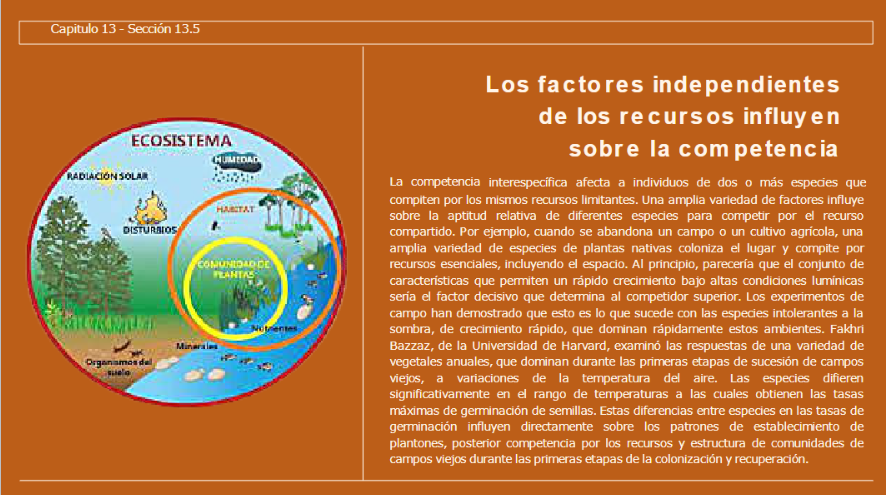 Capitulo 13 - Sección 13.5
Los factores independientes
de los recursos influyen
sobre la competencia
La competencia interespecífica afecta a individuos de dos o más especies que
compiten por los mismos recursos limitantes. Una amplia variedad de factores influye
sobre la aptitud relativa de diferentes especies para competir por el recurso
compartido. Por ejemplo, cuando se abandona un campo o un cultivo agrícola, una
amplia variedad de especies de plantas nativas coloniza el lugar y compite por
recursos esenciales, incluyendo el espacio. Al principio, parecería que el conjunto de
características que permiten un rápido crecimiento bajo altas condiciones lumínicas
sería el factor decisivo que determina al competidor superior. Los experimentos de
campo han demostrado que esto es lo que sucede con las especies intolerantes a la
sombra, de crecimiento rápido, que dominan rápidamente estos ambientes. Fakhri
Bazzaz, de la Universidad de Harvard, examinó las respuestas de una variedad de
vegetales anuales, que dominan durante las primeras etapas de sucesión de campos
viejos, a variaciones de la temperatura del aire. Las especies difieren
significativamente en el rango de temperaturas a las cuales obtienen las tasas
máximas de germinación de semillas. Estas diferencias entre especies en las tasas de
germinación influyen directamente sobre los patrones de establecimiento de
plantones, posterior competencia por los recursos y estructura de comunidades de
campos viejos durante las primeras etapas de la colonización y recuperación.
ECOSISTEMA
HUMEDAD
RADIACIÓN SOLAR
HABITAT
DISTURBIOS
COMUNIDAD DE
PLANTAS
Nutrientes
Minerales
Organismos del
suelo